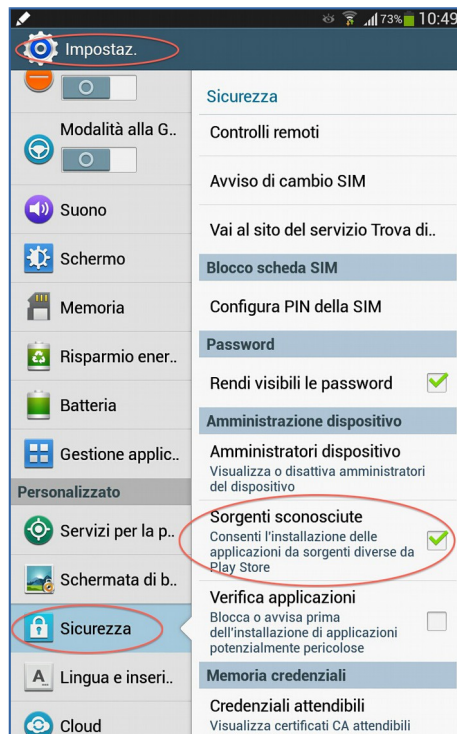 73% 10:49
Impostaz.
Modalità alla G..
Suono
Schermo
Memoria
Risparmio ener..
Batteria
Gestione applic..
Personalizzato
Servizi per la p..
Schermata di b..
Sicurezza
Lingua e inseri..
Cloud
Sicurezza
Controlli remoti
Avviso di cambio SIM
Vai al sito del servizio Trova di..
Blocco scheda SIM
Configura PIN della SIM
Password
Rendi visibili le password
Amministrazione dispositivo
Amministratori dispositivo
Visualizza o disattiva amministratori
del dispositivo
Sorgenti sconosciute
Consenti l'installazione delle
applicazioni da sorgenti diverse da
Play Store
Verifica applicazioni
Blocca o avvisa prima
dell'installazione di applicazioni
potenzialmente pericolose
Memoria credenziali
Credenziali attendibili
Visualizza certificati CA attendibili